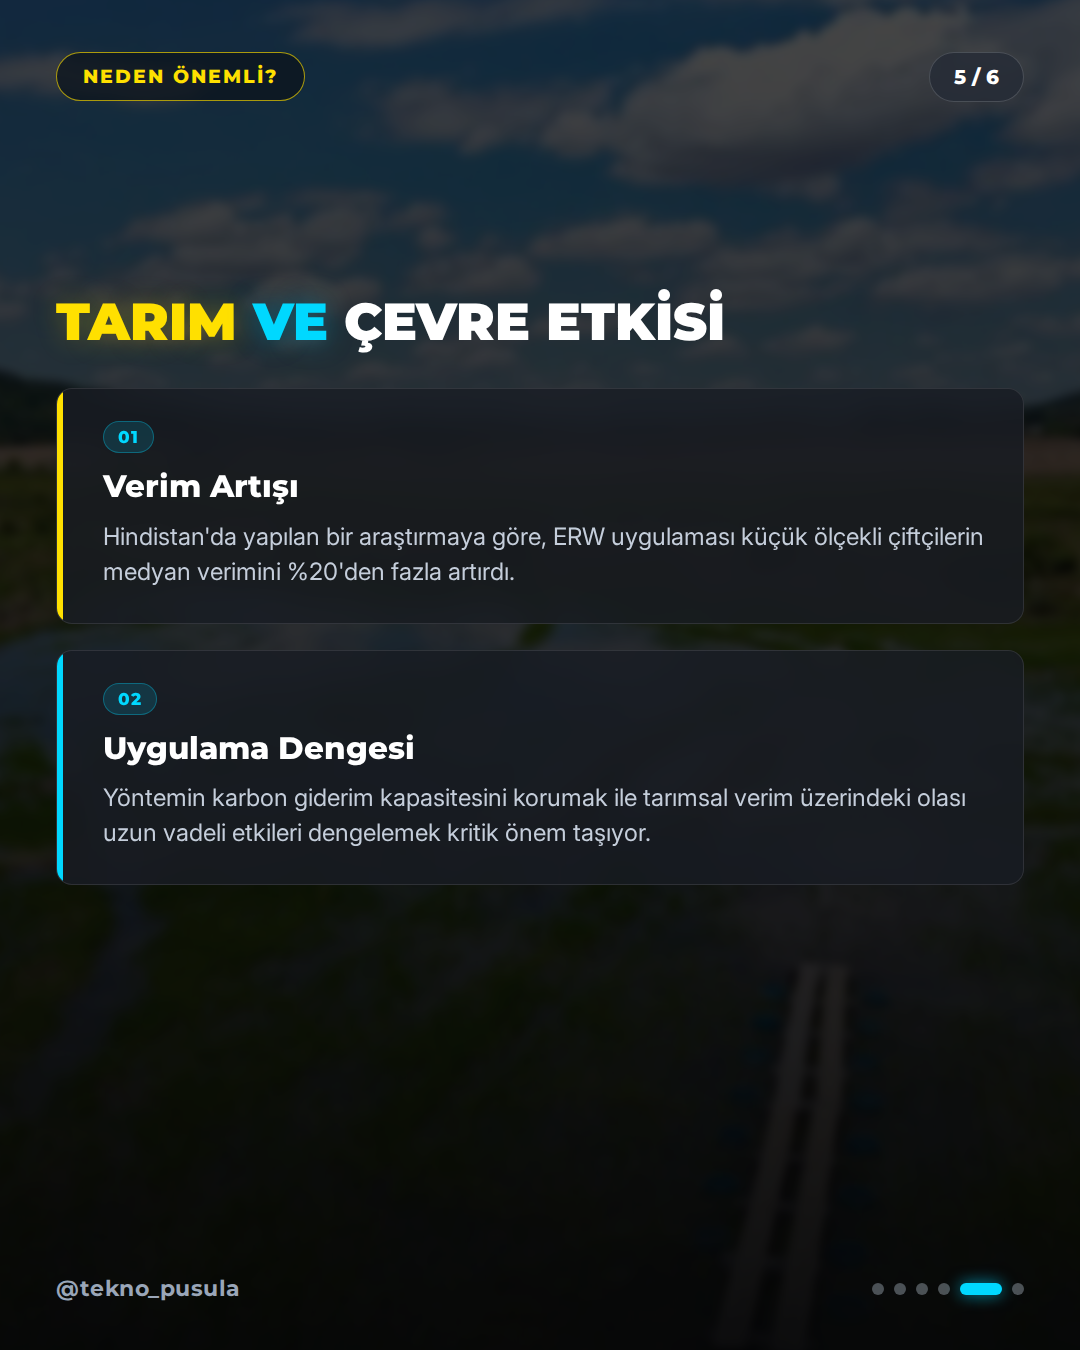 NEDEN ÖNEMLİ?
5 / 6
TARIM VE ÇEVRE ETKİSİ
01
Verim Artışı
Hindistan'da yapılan bir araştırmaya göre, ERW uygulaması küçük ölçekli çiftçilerin
medyan verimini %20'den fazla artırdı.
02
Uygulama Dengesi
Yöntemin karbon giderim kapasitesini korumak ile tarımsal verim üzerindeki olası
uzun vadeli etkileri dengelemek kritik önem taşıyor.
@tekno_pusula